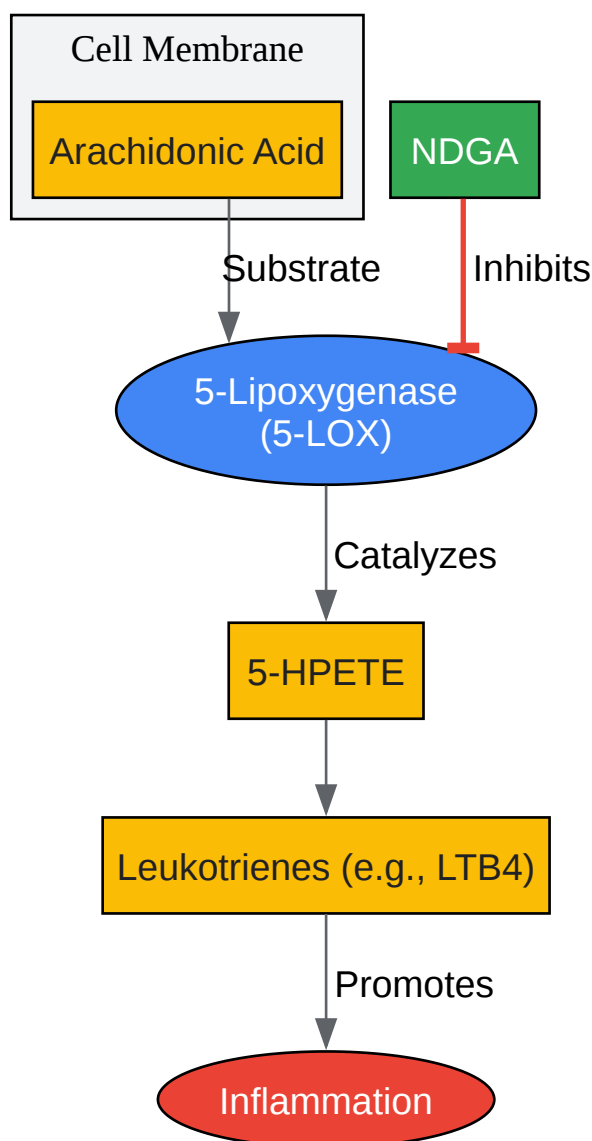 Cell Membrane
Arachidonic Acid
NDGA
Substrate
Inhibits
5-Lipoxygenase
(5-LOX)
Catalyzes
5-HPETE
Leukotrienes (e.g., LTB4)
Promotes
Inflammation